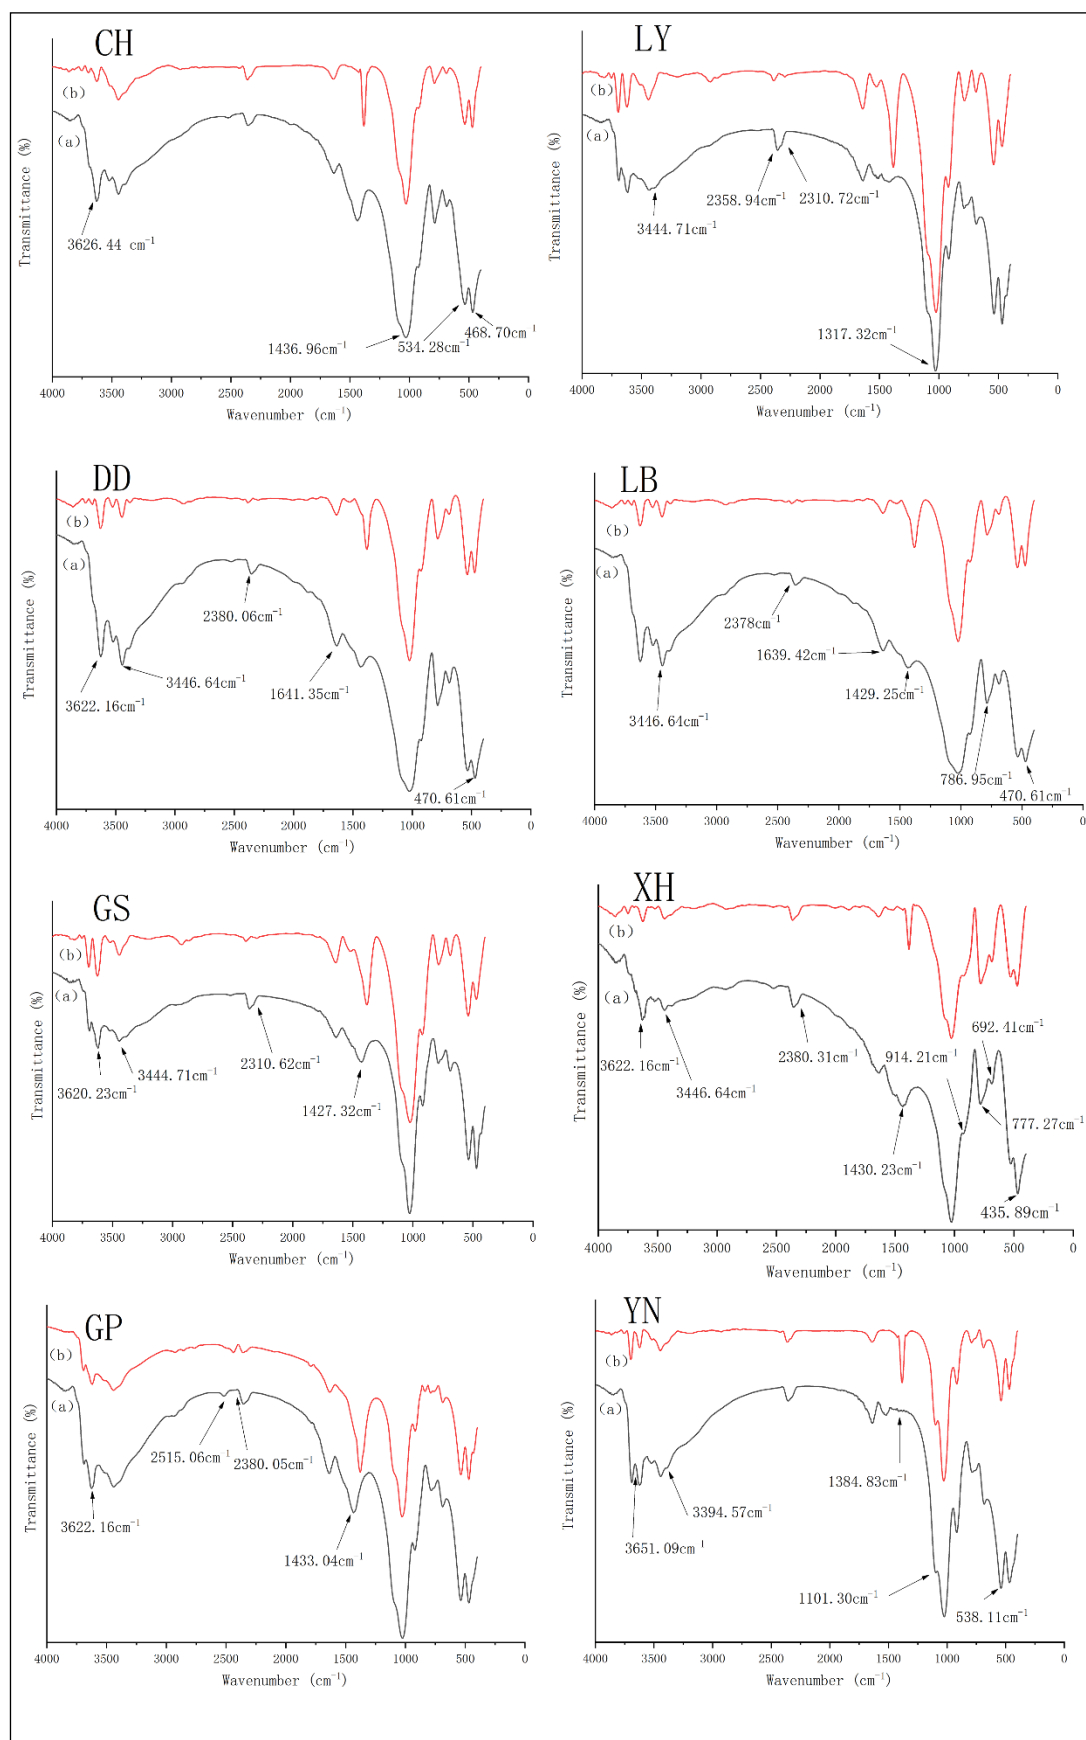 CH
(b)
(a)
3626.44 cm⁻¹
1436.96cm⁻¹
534.28cm⁻¹
468.70cm⁻¹
Transmittance (%)
4000 3500 3000 2500 2000 1500 1000 500 0
Wavenumber (cm⁻¹)
LY
(b)
(a)
2358.94cm⁻¹
2310.72cm⁻¹
3444.71cm⁻¹
1317.32cm⁻¹
Transmittance (%)
4000 3500 3000 2500 2000 1500 1000 500 0
Wavenumber (cm⁻¹)
DD
(b)
(a)
2380.06cm⁻¹
3446.64cm⁻¹
1641.35cm⁻¹
3622.16cm⁻¹
470.61cm⁻¹
Transmittance (%)
4000 3500 3000 2500 2000 1500 1000 500 0
Wavenumber (cm⁻¹)
LB
(b)
(a)
2378cm⁻¹
1639.42cm⁻¹
1429.25cm⁻¹
3446.64cm⁻¹
786.95cm⁻¹
470.61cm⁻¹
Transmittance (%)
4000 3500 3000 2500 2000 1500 1000 500 0
Wavenumber (cm⁻¹)
GS
(b)
(a)
2310.62cm⁻¹
3444.71cm⁻¹
3620.23cm⁻¹
1427.32cm⁻¹
Transmittance (%)
4000 3500 3000 2500 2000 1500 1000 500 0
Wavenumber (cm⁻¹)
XH
(b)
(a)
692.41cm⁻¹
2380.31cm⁻¹
914.21cm⁻¹
3622.16cm⁻¹
3446.64cm⁻¹
777.27cm⁻¹
1430.23cm⁻¹
435.89cm⁻¹
Transmittance (%)
4000 3500 3000 2500 2000 1500 1000 500 0
Wavenumber (cm⁻¹)
GP
(b)
(a)
2515.06cm⁻¹
2380.05cm⁻¹
3622.16cm⁻¹
1433.04cm⁻¹
Transmittance (%)
4000 3500 3000 2500 2000 1500 1000 500 0
Wavenumber (cm⁻¹)
YN
(b)
(a)
1384.83cm⁻¹
3394.57cm⁻¹
3651.09cm⁻¹
1101.30cm⁻¹
538.11cm⁻¹
Transmittance (%)
4000 3500 3000 2500 2000 1500 1000 500 0
Wavenumber (cm⁻¹)